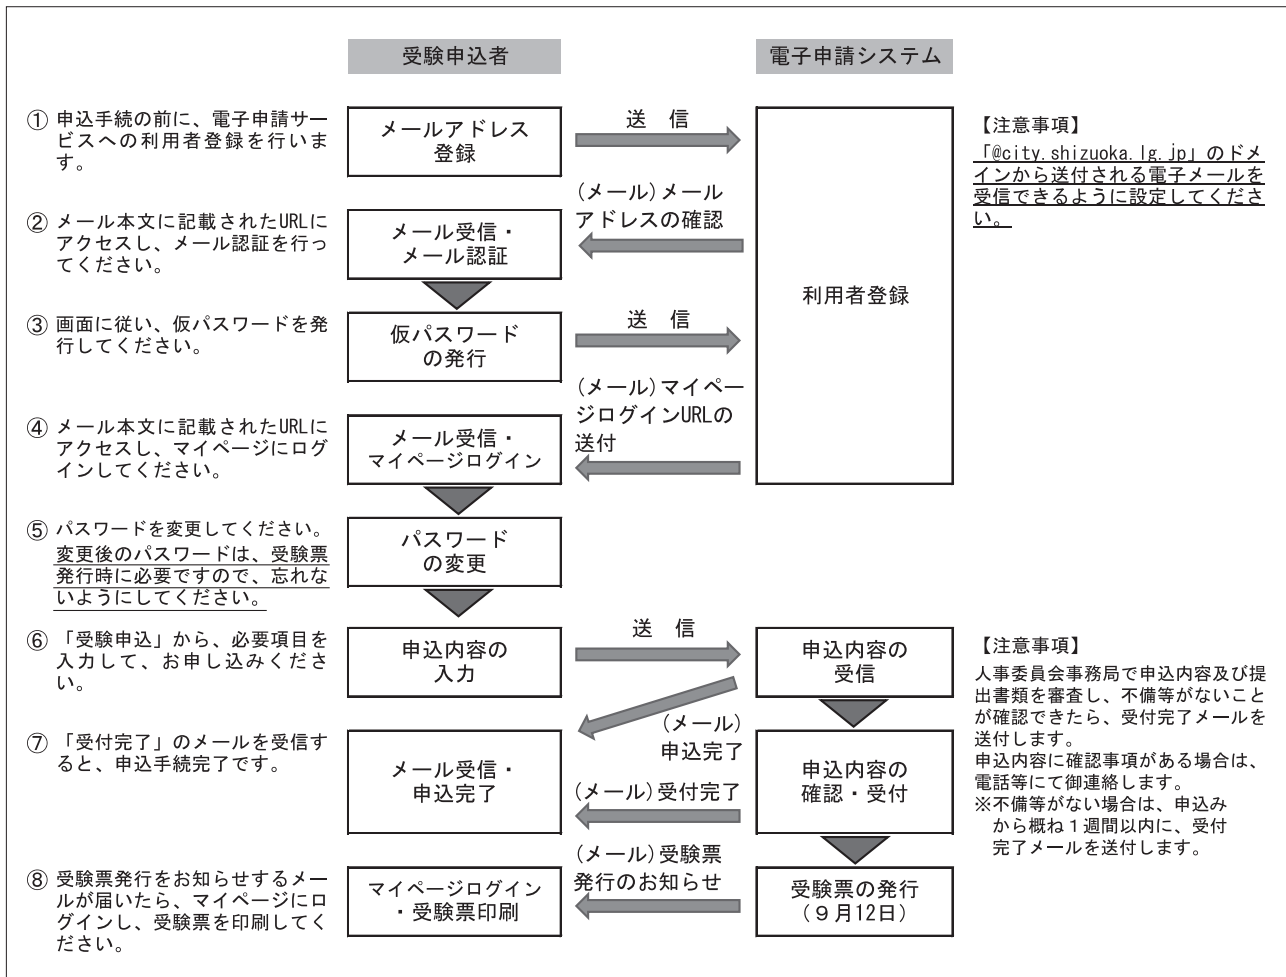 受験申込者
電子申請システム
① 申込手続の前に、電子申請サー
ビスへの利用者登録を行いま
す。
メールアドレス
登録
送 信
【注意事項】
「@city.shizuoka.lg.jp」のドメ
インから送付される電子メールを
受信できるように設定してくださ
い。
(メール)メール
アドレスの確認
② メール本文に記載されたURLに
アクセスし、メール認証を行っ
てください。
メール受信・
メール認証
利用者登録
③ 画面に従い、仮パスワードを発
行してください。
仮パスワード
の発行
送 信
(メール)マイペー
ジログインURLの
送付
④ メール本文に記載されたURLに
アクセスし、マイページにログ
インしてください。
メール受信・
マイページログイン
⑤ パスワードを変更してください。
変更後のパスワードは、受験票
発行時に必要ですので、忘れな
いようにしてください。
パスワード
の変更
⑥ 「受験申込」から、必要項目を
入力して、お申し込みくださ
い。
申込内容の
入力
送 信
申込内容の
受信
【注意事項】
人事委員会事務局で申込内容及び提
出書類を審査し、不備等がないこと
が確認できたら、受付完了メールを
送付します。
申込内容に確認事項がある場合は、
電話等にて御連絡します。
※不備等がない場合は、申込み
から概ね1週間以内に、受付
完了メールを送付します。
(メール)
申込完了
⑦ 「受付完了」のメールを受信す
ると、申込手続完了です。
メール受信・
申込完了
(メール)受付完了
申込内容の
確認・受付
(メール)受験票
発行のお知らせ
⑧ 受験票発行をお知らせするメー
ルが届いたら、マイページにロ
グインし、受験票を印刷してく
ださい。
マイページログイン
・受験票印刷
受験票の発行
(9月12日)